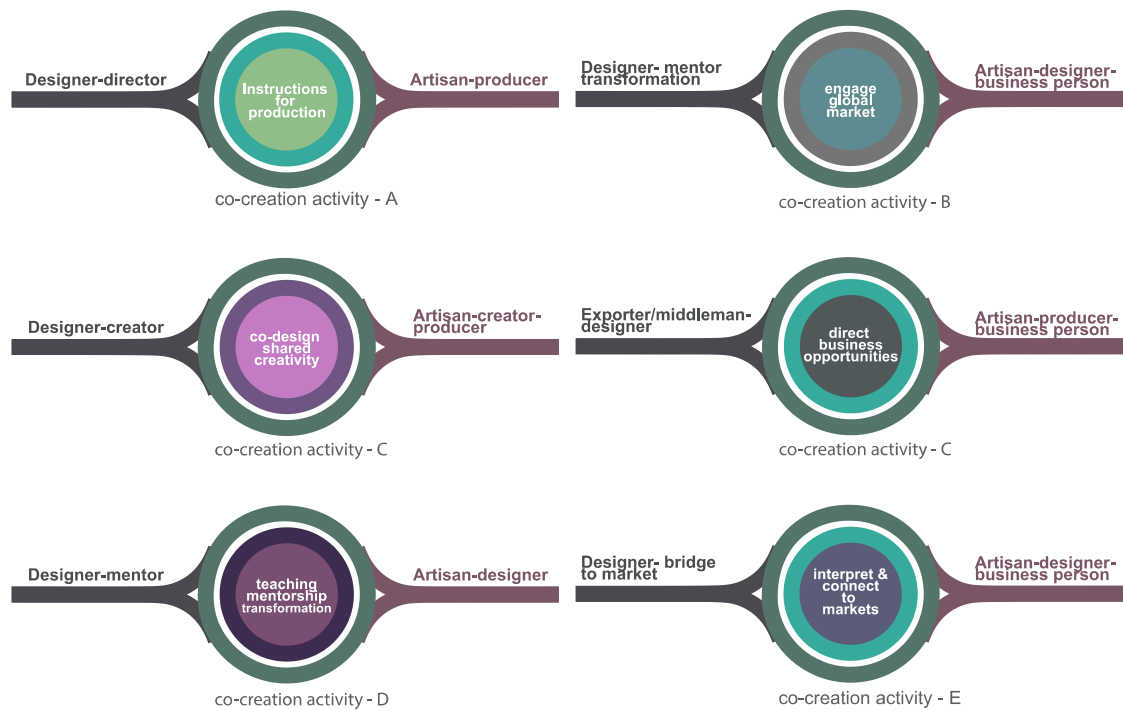 Designer-director
Instructions
for
production
Artisan-producer
co-creation activity - A
Designer- mentor
transformation
engage
global
market
Artisan-designer-
business person
co-creation activity - B
Designer-creator
co-design
shared
creativity
Artisan-creator-
producer
co-creation activity - C
Exporter/middleman-
designer
direct
business
opportunities
Artisan-producer-
business person
co-creation activity - C
Designer-mentor
teaching
mentorship
transformation
Artisan-designer
co-creation activity - D
Designer- bridge
to market
interpret &
connect
to
markets
Artisan-designer-
business person
co-creation activity - E